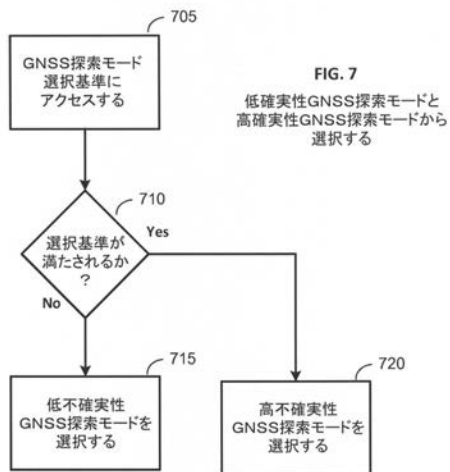 705
GNSS探索モード
選択基準に
アクセスする
FIG. 7
低確実性GNSS探索モードと
高確実性GNSS探索モードから
選択する
710
選択基準が
満たされるか
?
Yes
No
715
低不確実性
GNSS探索モードを
選択する
720
高不確実性
GNSS探索モードを
選択する